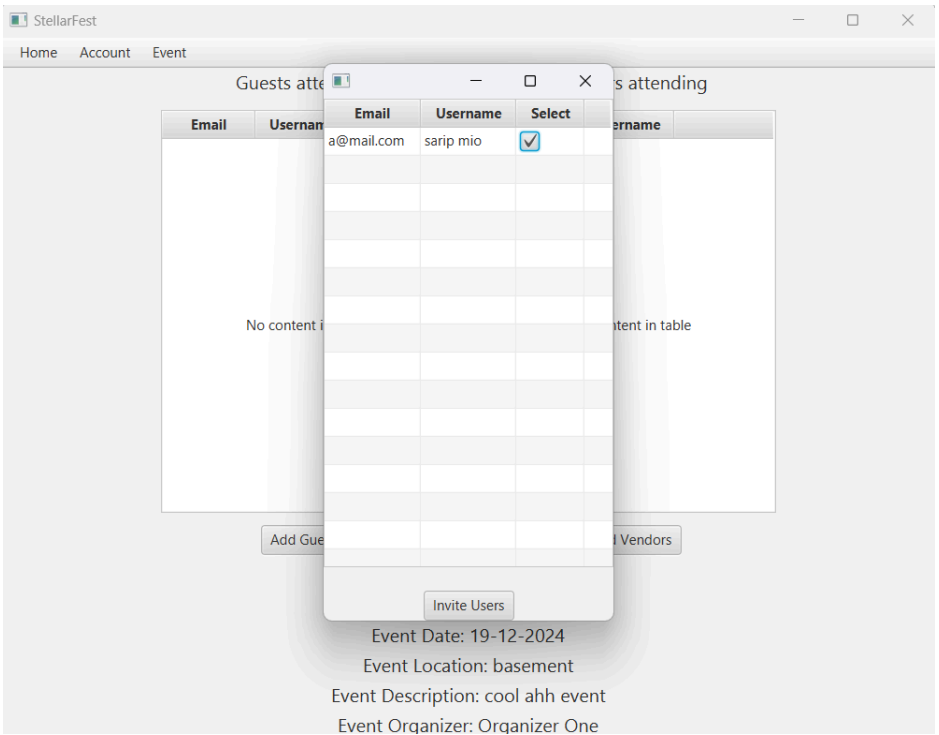 StellarFest
Home Account Event
Guests atte
s attending
Email Usernam
ername
Email Username Select
a@mail.com sarip mio
No content i
ntent in table
Add Gue
d Vendors
Invite Users
Event Date: 19-12-2024
Event Location: basement
Event Description: cool ahh event
Event Organizer: Organizer One